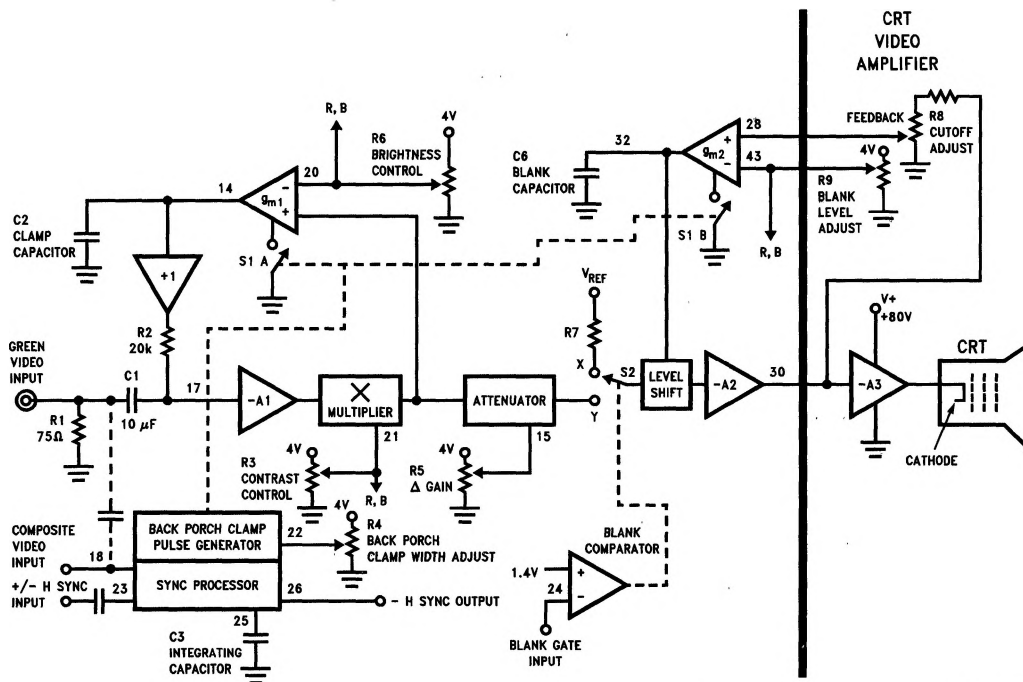 CRT
VIDEO
AMPLIFIER
R, B
4V
R6
BRIGHTNESS
CONTROL
20
14
gm1
-
+
C2
CLAMP
CAPACITOR
S1 A
+1
R2
20k
32
C6
BLANK
CAPACITOR
gm2
+
-
28
43
S1 B
R, B
FEEDBACK
R8
CUTOFF
ADJUST
4V
R9
BLANK
LEVEL
ADJUST
VREF
R7
X
S2
Y
GREEN
VIDEO
INPUT
R1
75Ω
C1
10 μF
17
-A1
X
MULTIPLIER
21
ATTENUATOR
15
LEVEL
SHIFT
-A2
30
V+
+80V
-A3
CRT
CATHODE
4V
R3
CONTRAST
CONTROL
R, B
4V
R5
Δ GAIN
COMPOSITE
VIDEO
INPUT
18
+/- H SYNC
INPUT
23
BACK PORCH CLAMP
PULSE GENERATOR
SYNC PROCESSOR
22
4V
R4
BACK PORCH
CLAMP WIDTH ADJUST
26
- H SYNC OUTPUT
25
C3
INTEGRATING
CAPACITOR
BLANK
COMPARATOR
1.4V
24
+
-
BLANK GATE
INPUT